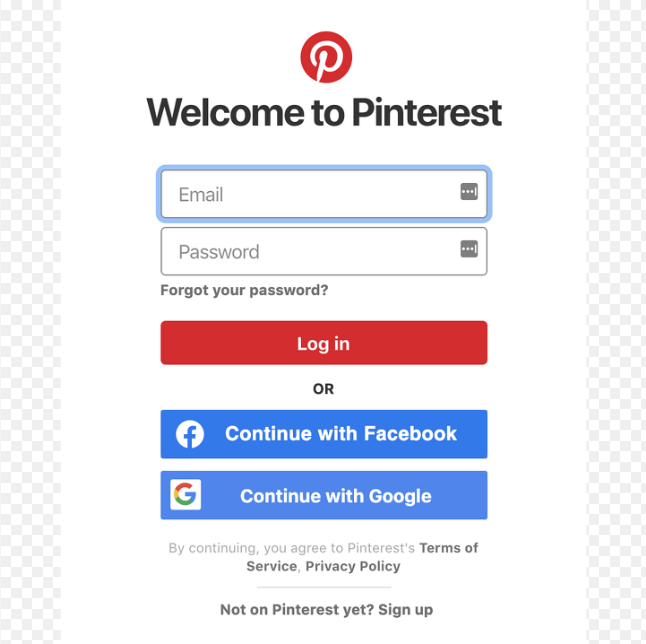 Welcome to Pinterest
Email
Password
Forgot your password?
Log in
OR
Continue with Facebook
Continue with Google
By continuing, you agree to Pinterest's Terms of
Service, Privacy Policy
Not on Pinterest yet? Sign up